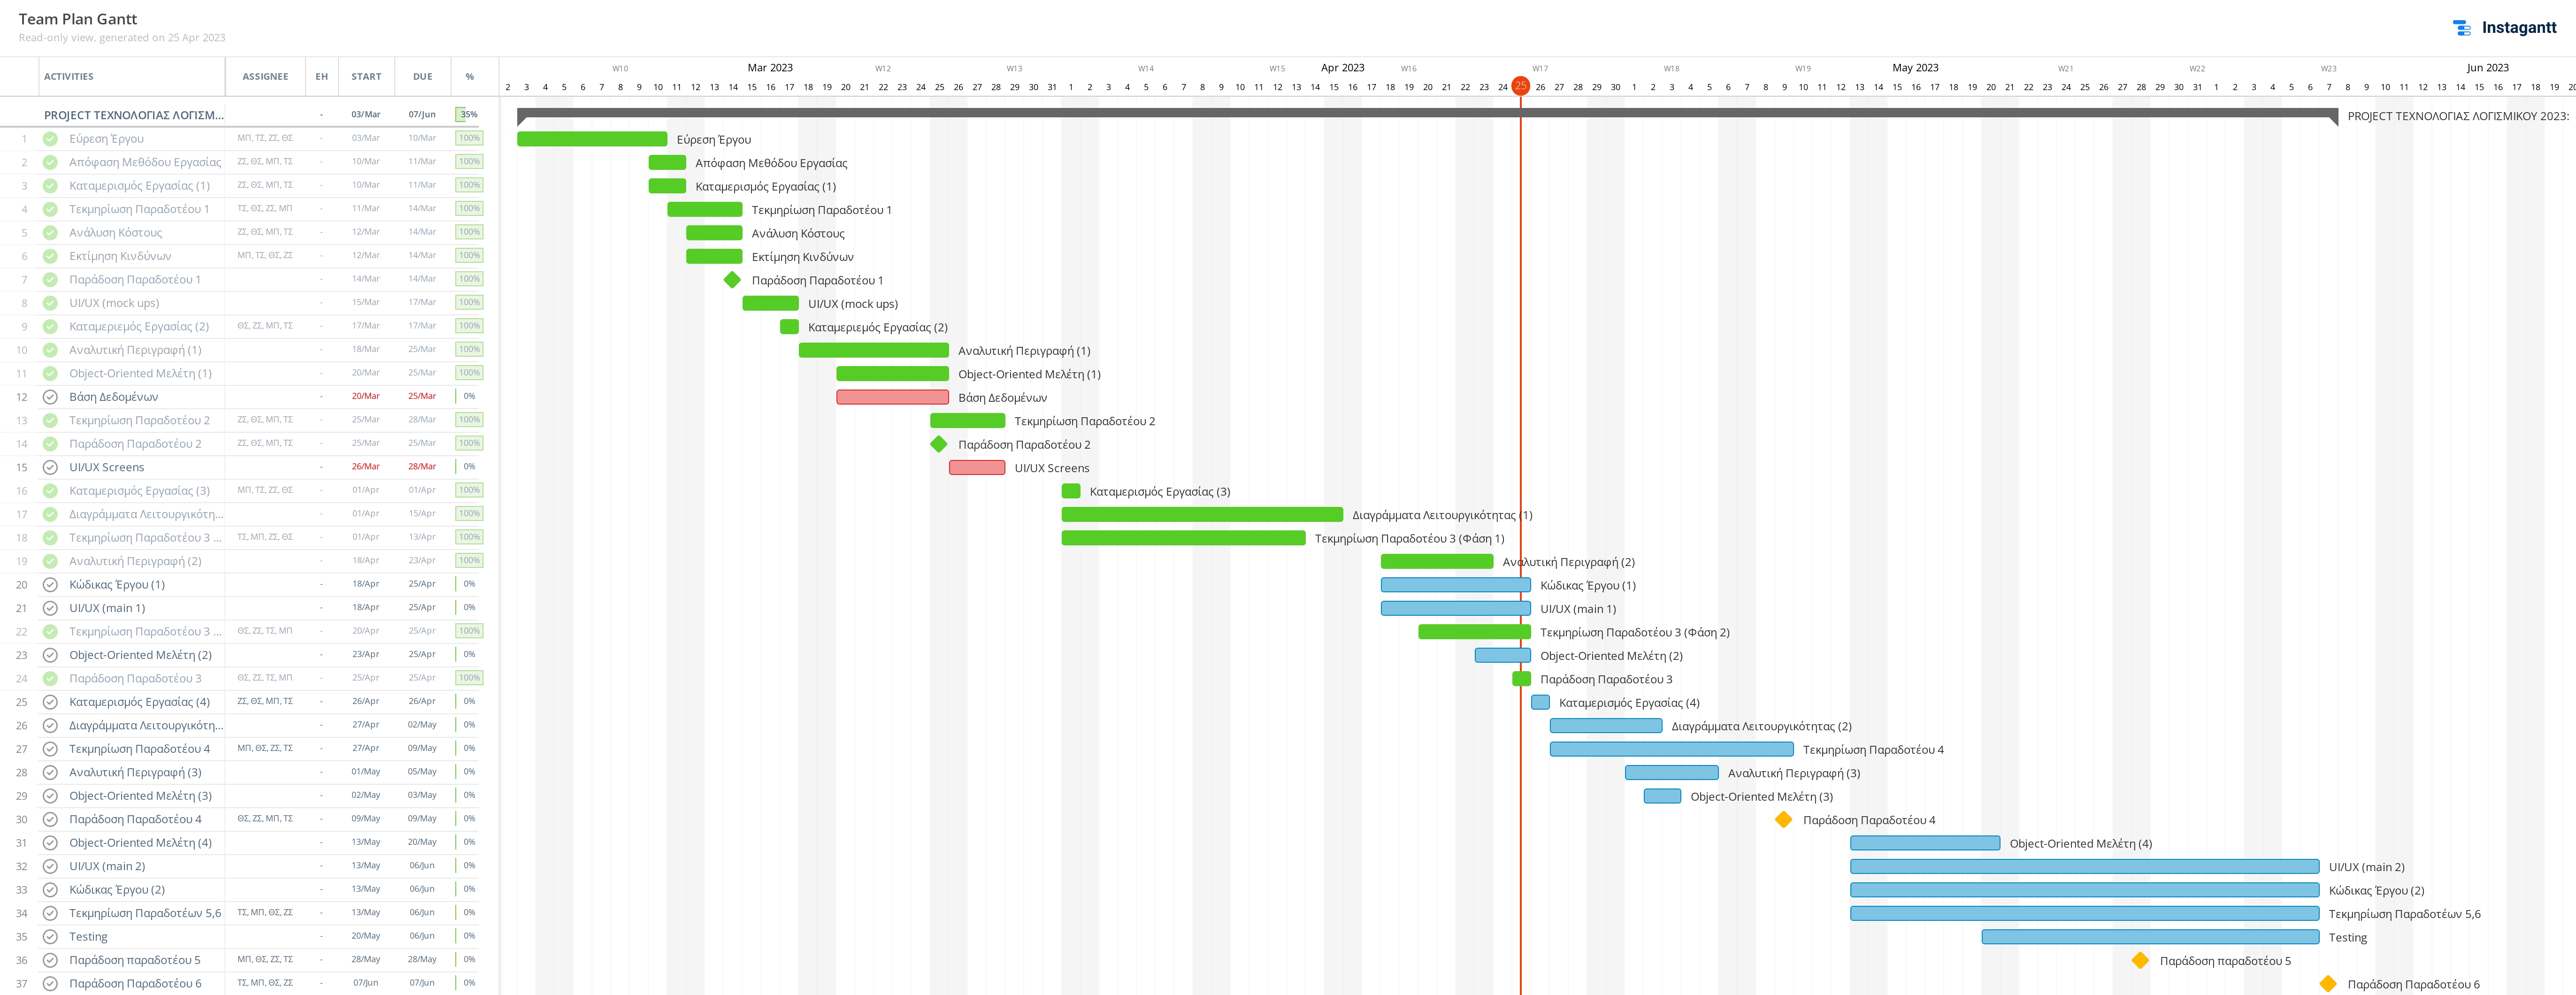 Team Plan Gantt
Read-only view, generated on 25 Apr 2023
Instagantt
ACTIVITIES ASSIGNEE EH START DUE %
W10 Mar 2023 W12 W13 W14 W15 Apr 2023 W16 W17 W18 W19 May 2023 W21 W22 W23 Jun 2023
2 3 4 5 6 7 8 9 10 11 12 13 14 15 16 17 18 19 20 21 22 23 24 25 26 27 28 29 30 31 1 2 3 4 5 6 7 8 9 10 11 12 13 14 15 16 17 18 19 20 21 22 23 24 25 26 27 28 29 30 1 2 3 4 5 6 7 8 9 10 11 12 13 14 15 16 17 18 19 20 21 22 23 24 25 26 27 28 29 30 31 1 2 3 4 5 6 7 8 9 10 11 12 13 14 15 16 17 18 19
PROJECT ΤΕΧΝΟΛΟΓΙΑΣ ΛΟΓΙΣΜ... - 03/Mar 07/Jun 35% PROJECT ΤΕΧΝΟΛΟΓΙΑΣ ΛΟΓΙΣΜΙΚΟΥ 2023:
1 Εύρεση Έργου ΜΠ, ΤΣ, ΖΣ, ΘΣ - 03/Mar 10/Mar 100% Εύρεση Έργου
2 Απόφαση Μεθόδου Εργασίας ΖΣ, ΘΣ, ΜΠ, ΤΣ - 10/Mar 11/Mar 100% Απόφαση Μεθόδου Εργασίας
3 Καταμερισμός Εργασίας (1) ΖΣ, ΘΣ, ΜΠ, ΤΣ - 10/Mar 11/Mar 100% Καταμερισμός Εργασίας (1)
4 Τεκμηρίωση Παραδοτέου 1 ΤΣ, ΘΣ, ΖΣ, ΜΠ - 11/Mar 14/Mar 100% Τεκμηρίωση Παραδοτέου 1
5 Ανάλυση Κόστους ΖΣ, ΘΣ, ΜΠ, ΤΣ - 12/Mar 14/Mar 100% Ανάλυση Κόστους
6 Εκτίμηση Κινδύνων ΜΠ, ΤΣ, ΘΣ, ΖΣ - 12/Mar 14/Mar 100% Εκτίμηση Κινδύνων
7 Παράδοση Παραδοτέου 1 - 14/Mar 14/Mar 100% Παράδοση Παραδοτέου 1
8 UI/UX (mock ups) - 15/Mar 17/Mar 100% UI/UX (mock ups)
9 Καταμεριεμός Εργασίας (2) ΘΣ, ΖΣ, ΜΠ, ΤΣ - 17/Mar 17/Mar 100% Καταμεριεμός Εργασίας (2)
10 Αναλυτική Περιγραφή (1) - 18/Mar 25/Mar 100% Αναλυτική Περιγραφή (1)
11 Object-Oriented Μελέτη (1) - 20/Mar 25/Mar 100% Object-Oriented Μελέτη (1)
12 Βάση Δεδομένων - 20/Mar 25/Mar 0% Βάση Δεδομένων
13 Τεκμηρίωση Παραδοτέου 2 ΖΣ, ΘΣ, ΜΠ, ΤΣ - 25/Mar 28/Mar 100% Τεκμηρίωση Παραδοτέου 2
14 Παράδοση Παραδοτέου 2 ΖΣ, ΘΣ, ΜΠ, ΤΣ - 25/Mar 25/Mar 100% Παράδοση Παραδοτέου 2
15 UI/UX Screens - 26/Mar 28/Mar 0% UI/UX Screens
16 Καταμερισμός Εργασίας (3) ΜΠ, ΤΣ, ΖΣ, ΘΣ - 01/Apr 01/Apr 100% Καταμερισμός Εργασίας (3)
17 Διαγράμματα Λειτουργικότη... - 01/Apr 15/Apr 100% Διαγράμματα Λειτουργικότητας (1)
18 Τεκμηρίωση Παραδοτέου 3 ... ΤΣ, ΜΠ, ΖΣ, ΘΣ - 01/Apr 13/Apr 100% Τεκμηρίωση Παραδοτέου 3 (Φάση 1)
19 Αναλυτική Περιγραφή (2) - 18/Apr 23/Apr 100% Αναλυτική Περιγραφή (2)
20 Κώδικας Έργου (1) - 18/Apr 25/Apr 0% Κώδικας Έργου (1)
21 UI/UX (main 1) - 18/Apr 25/Apr 0% UI/UX (main 1)
22 Τεκμηρίωση Παραδοτέου 3 ... ΘΣ, ΖΣ, ΤΣ, ΜΠ - 20/Apr 25/Apr 100% Τεκμηρίωση Παραδοτέου 3 (Φάση 2)
23 Object-Oriented Μελέτη (2) - 23/Apr 25/Apr 0% Object-Oriented Μελέτη (2)
24 Παράδοση Παραδοτέου 3 ΘΣ, ΖΣ, ΤΣ, ΜΠ - 25/Apr 25/Apr 100% Παράδοση Παραδοτέου 3
25 Καταμερισμός Εργασίας (4) ΖΣ, ΘΣ, ΜΠ, ΤΣ - 26/Apr 26/Apr 0% Καταμερισμός Εργασίας (4)
26 Διαγράμματα Λειτουργικότη... - 27/Apr 02/May 0% Διαγράμματα Λειτουργικότητας (2)
27 Τεκμηρίωση Παραδοτέου 4 ΜΠ, ΘΣ, ΖΣ, ΤΣ - 27/Apr 09/May 0% Τεκμηρίωση Παραδοτέου 4
28 Αναλυτική Περιγραφή (3) - 01/May 05/May 0% Αναλυτική Περιγραφή (3)
29 Object-Oriented Μελέτη (3) - 02/May 03/May 0% Object-Oriented Μελέτη (3)
30 Παράδοση Παραδοτέου 4 ΘΣ, ΖΣ, ΜΠ, ΤΣ - 09/May 09/May 0% Παράδοση Παραδοτέου 4
31 Object-Oriented Μελέτη (4) - 13/May 20/May 0% Object-Oriented Μελέτη (4)
32 UI/UX (main 2) - 13/May 06/Jun 0% UI/UX (main 2)
33 Κώδικας Έργου (2) - 13/May 06/Jun 0% Κώδικας Έργου (2)
34 Τεκμηρίωση Παραδοτέων 5,6 ΤΣ, ΜΠ, ΘΣ, ΖΣ - 13/May 06/Jun 0% Τεκμηρίωση Παραδοτέων 5,6
35 Testing - 20/May 06/Jun 0% Testing
36 Παράδοση παραδοτέου 5 ΜΠ, ΘΣ, ΖΣ, ΤΣ - 28/May 28/May 0% Παράδοση παραδοτέου 5
37 Παράδοση Παραδοτέου 6 ΤΣ, ΜΠ, ΘΣ, ΖΣ - 07/Jun 07/Jun 0% Παράδοση Παραδοτέου 6